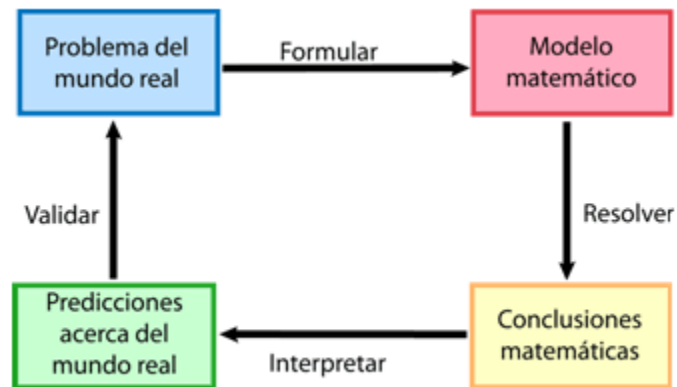 Problema del
mundo real
Formular
Modelo
matemático
Validar
Resolver
Predicciones
acerca del
mundo real
Interpretar
Conclusiones
matemáticas